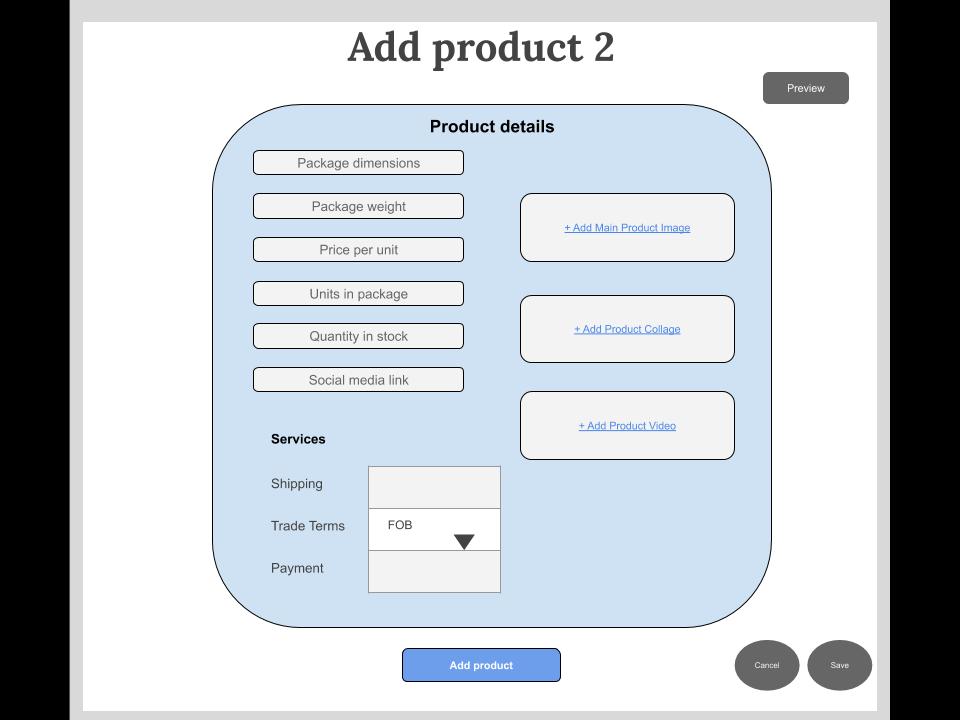 Add product 2
Preview
Product details
Package dimensions
Package weight
Price per unit
Units in package
Quantity in stock
Social media link
+ Add Main Product Image
+ Add Product Collage
+ Add Product Video
Services
Shipping
Trade Terms
FOB
Payment
Add product
Cancel
Save